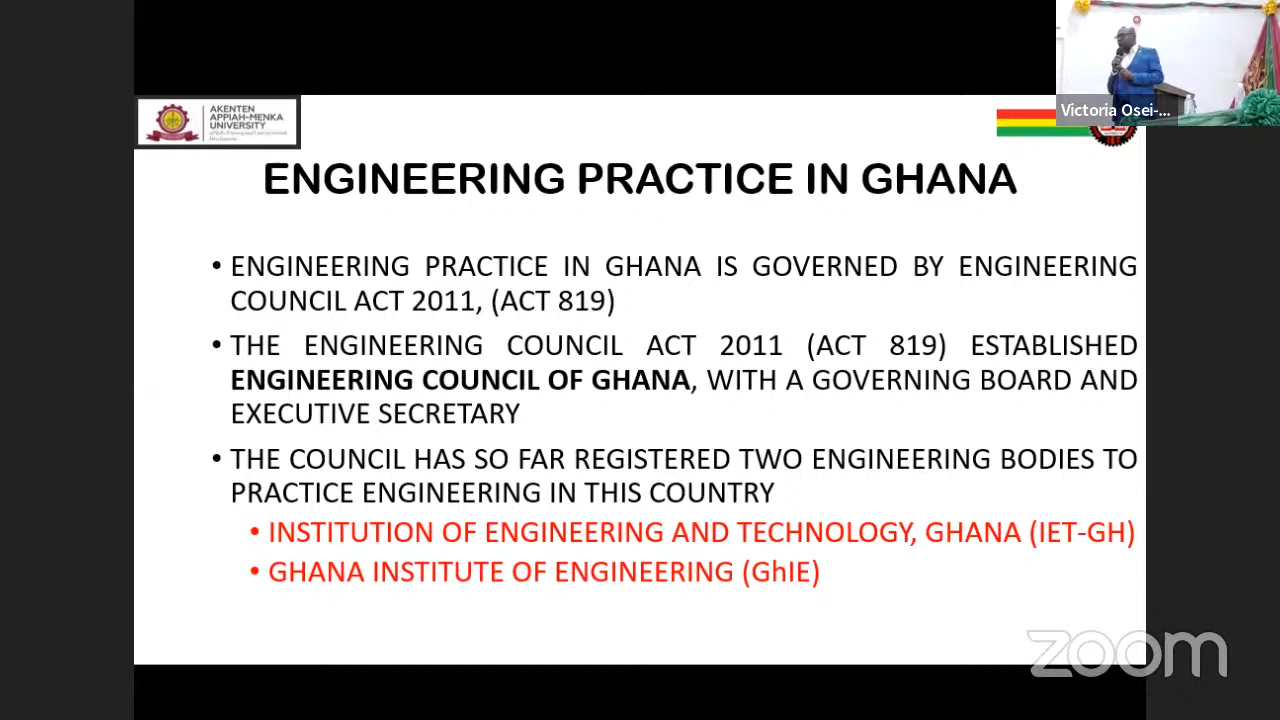 Victoria Osei-...
AKENTEN
APPIAH-MENKA
UNIVERSITY
ENGINEERING PRACTICE IN GHANA
• ENGINEERING PRACTICE IN GHANA IS GOVERNED BY ENGINEERING
COUNCIL ACT 2011, (ACT 819)
• THE ENGINEERING COUNCIL ACT 2011 (ACT 819) ESTABLISHED
ENGINEERING COUNCIL OF GHANA, WITH A GOVERNING BOARD AND
EXECUTIVE SECRETARY
• THE COUNCIL HAS SO FAR REGISTERED TWO ENGINEERING BODIES TO
PRACTICE ENGINEERING IN THIS COUNTRY
• INSTITUTION OF ENGINEERING AND TECHNOLOGY, GHANA (IET-GH)
• GHANA INSTITUTE OF ENGINEERING (GhIE)
zoom